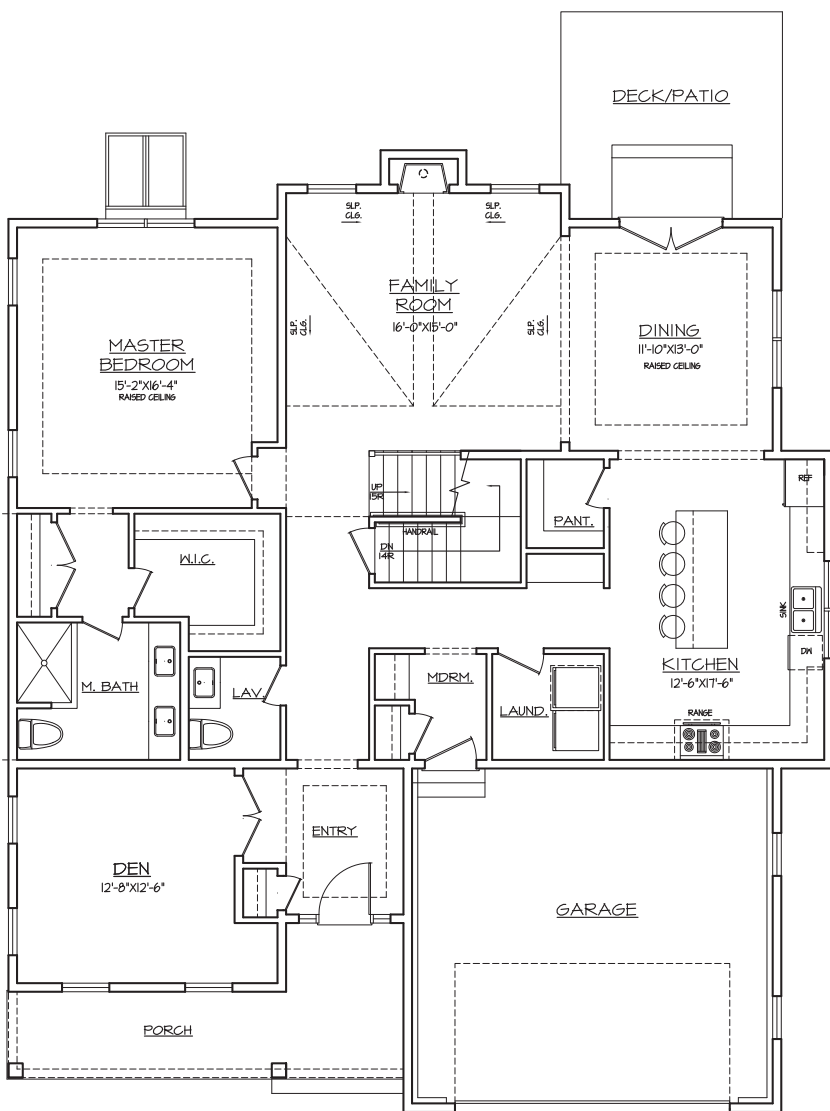 DECK/PATIO
SLP.
CLG.
SLP.
CLG.
FAMILY
ROOM
16'-0"X15'-0"
SLP.
CLG.
SLP.
CLG.
MASTER
BEDROOM
15'-2"X16'-4"
RAISED CEILING
DINING
11'-10"X13'-0"
RAISED CEILING
UP
15R
HANDRAIL
DN
14R
PANT.
REF
W.I.C.
SINK
DW
KITCHEN
12'-6"X17'-6"
RANGE
M. BATH
LAV.
MDRM.
LAUND.
ENTRY
DEN
12'-8"X12'-6"
GARAGE
PORCH